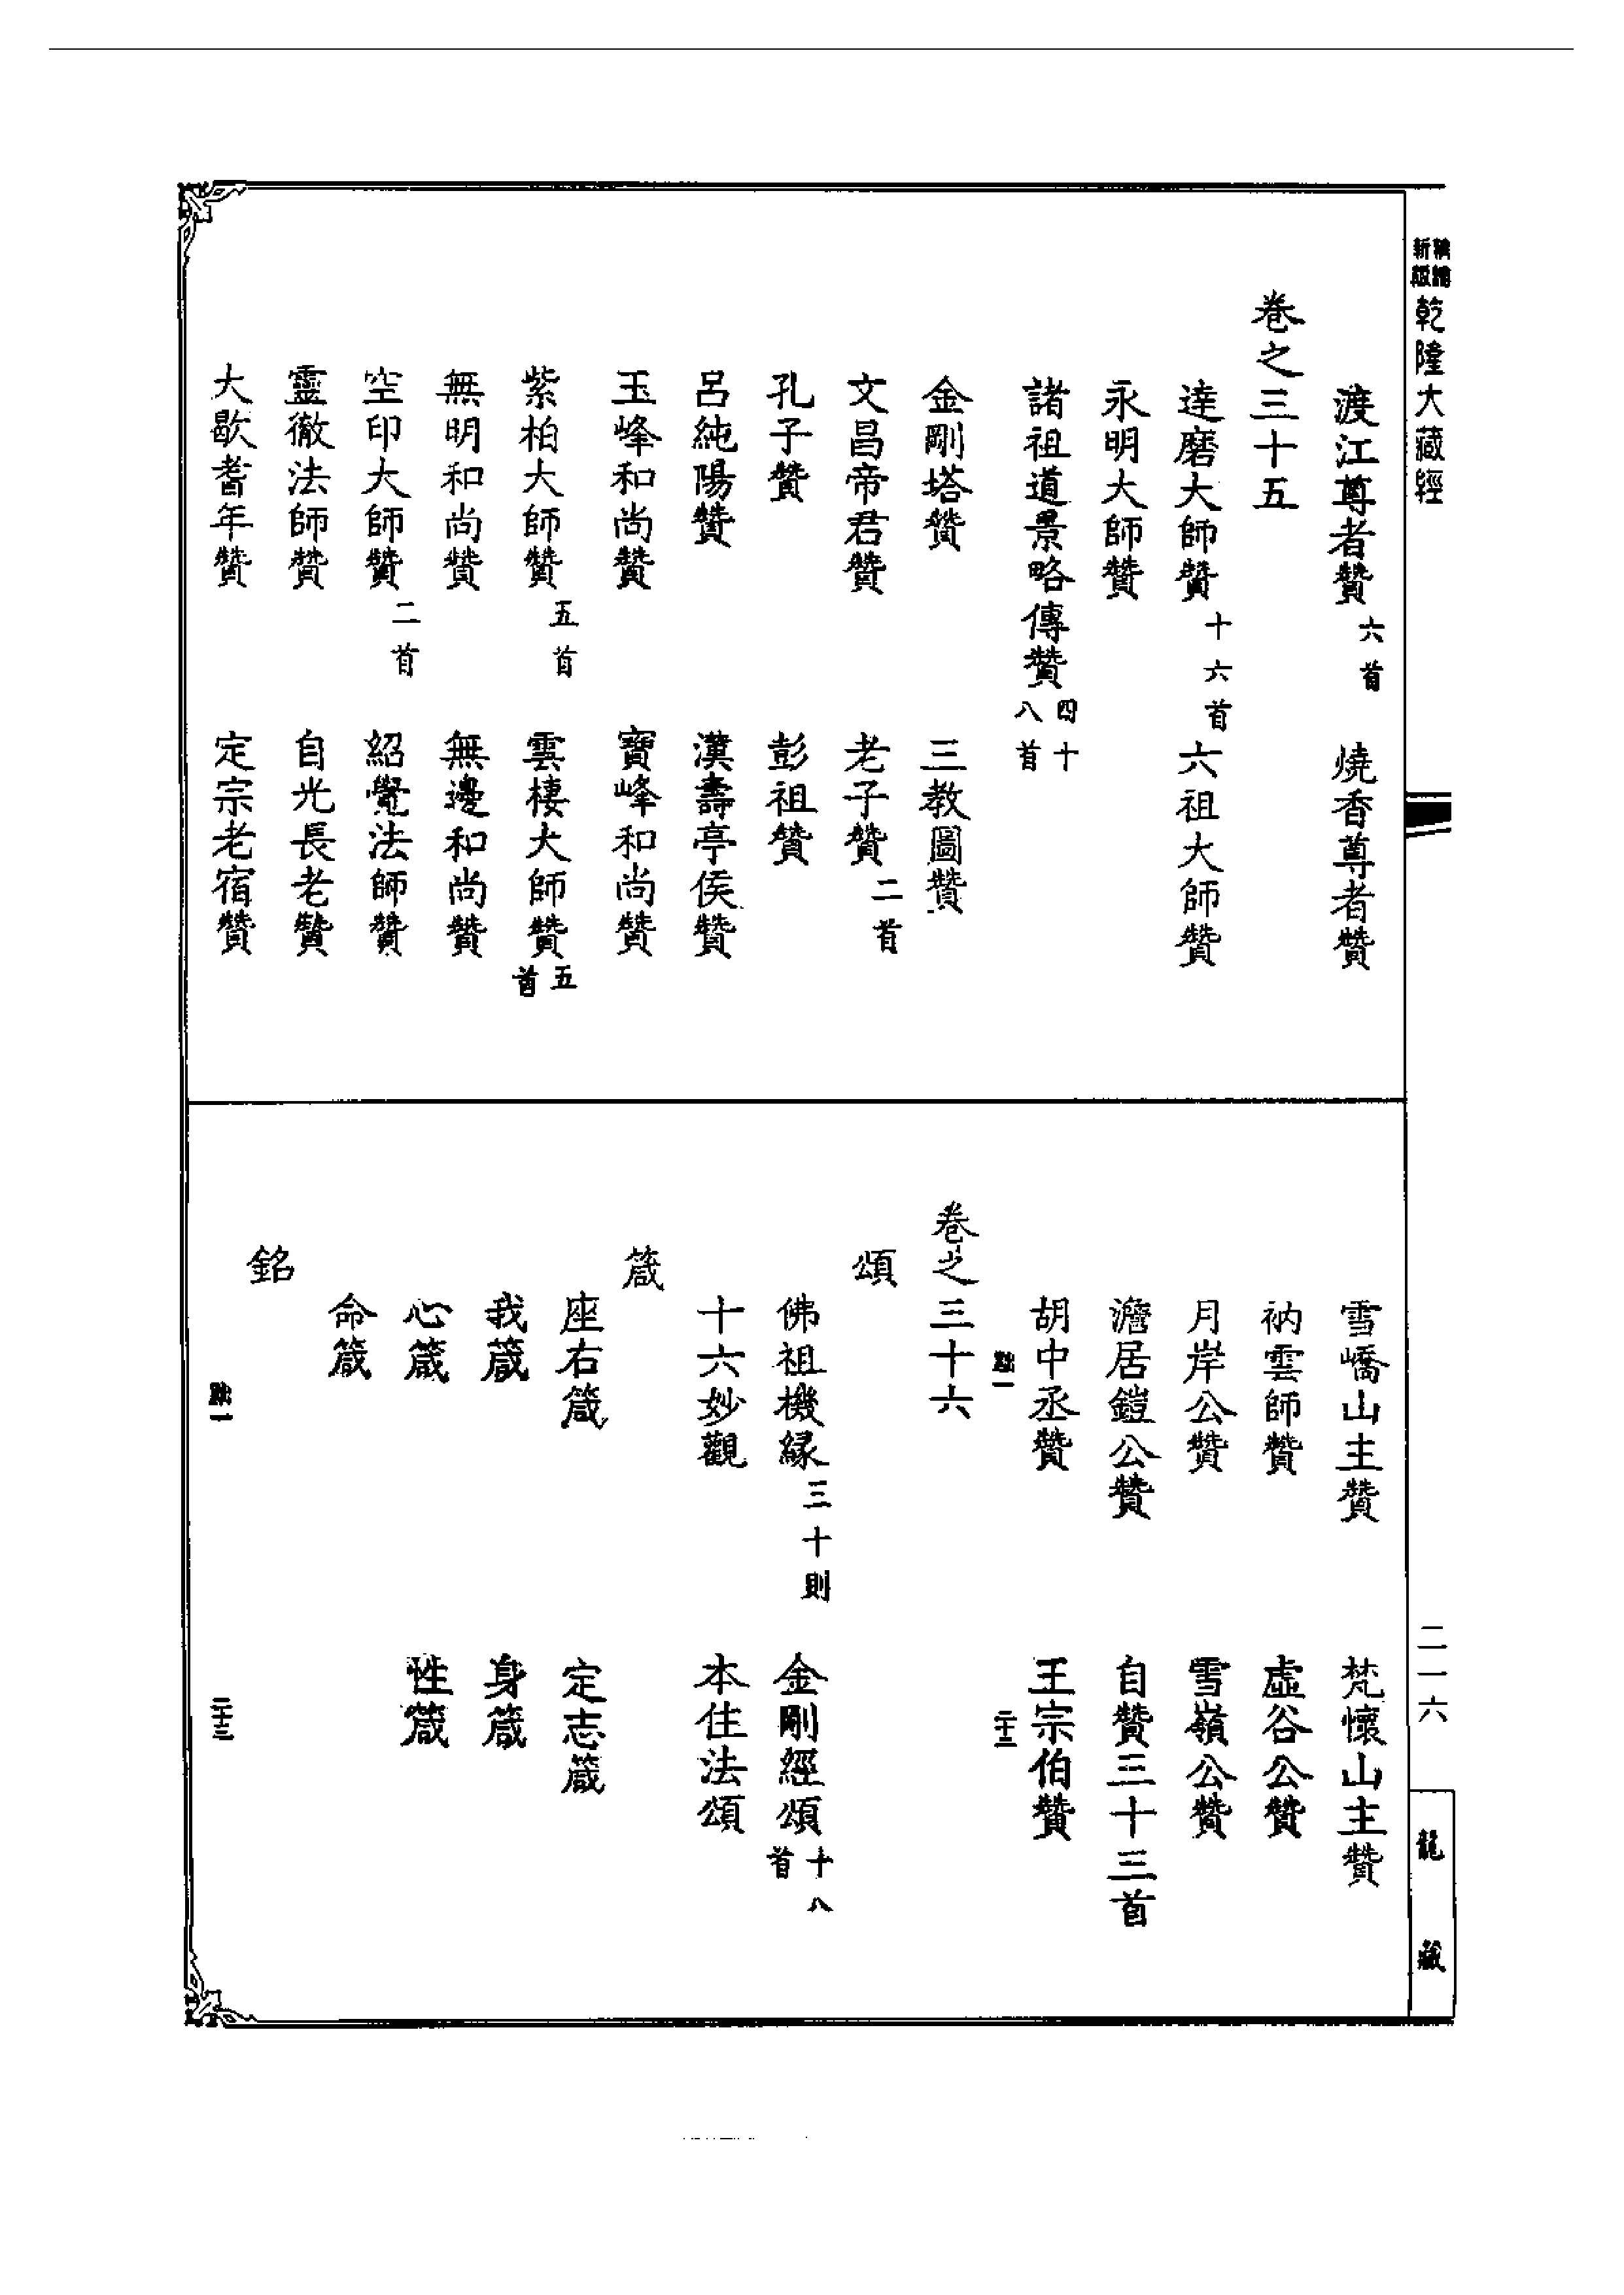 新版 精縮 乾隆大藏經
渡江尊者贊 六首 燒香尊者贊
卷之三十五
達磨大師贊 十六首 六祖大師贊
永明大師贊
諸祖道景略傳贊 四十八首
金剛塔贊 三教圖贊
文昌帝君贊 老子贊 二首
孔子贊 彭祖贊
呂純陽贊 漢壽亭侯贊
玉峰和尚贊 寶峰和尚贊
紫柏大師贊 五首 雲棲大師贊 五首
無明和尚贊 無邊和尚贊
空印大師贊 二首 紹覺法師贊
靈徹法師贊 自光長老贊
大歇耆年贊 定宗老宿贊
雪嶠山主贊 梵懷山主贊
衲雲師贊 虛谷公贊
月岸公贊 雪嶺公贊
澹居鎧公贊 自贊三十三首
胡中丞贊 王宗伯贊
卷之三十六
頌
佛祖機緣 三十則 金剛經頌 十八首
十六妙觀 本住法頌
箴
座右箴 定志箴
我箴 身箴
心箴 性箴
命箴
銘
二一六
龍藏